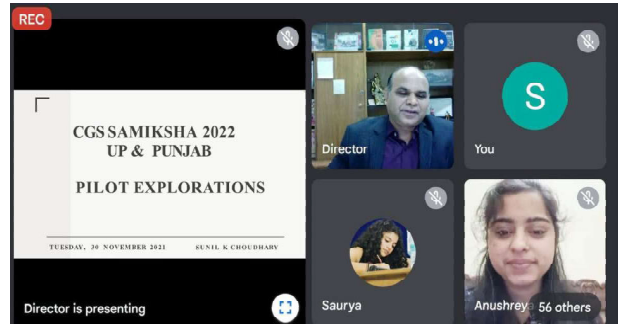 REC
CGS SAMIKSHA 2022
UP & PUNJAB
PILOT EXPLORATIONS
TUESDAY, 30 NOVEMBER 2021 SUNIL K CHOUDHARY
Director is presenting
Director
S
You
Saurya
Anushreya
56 others